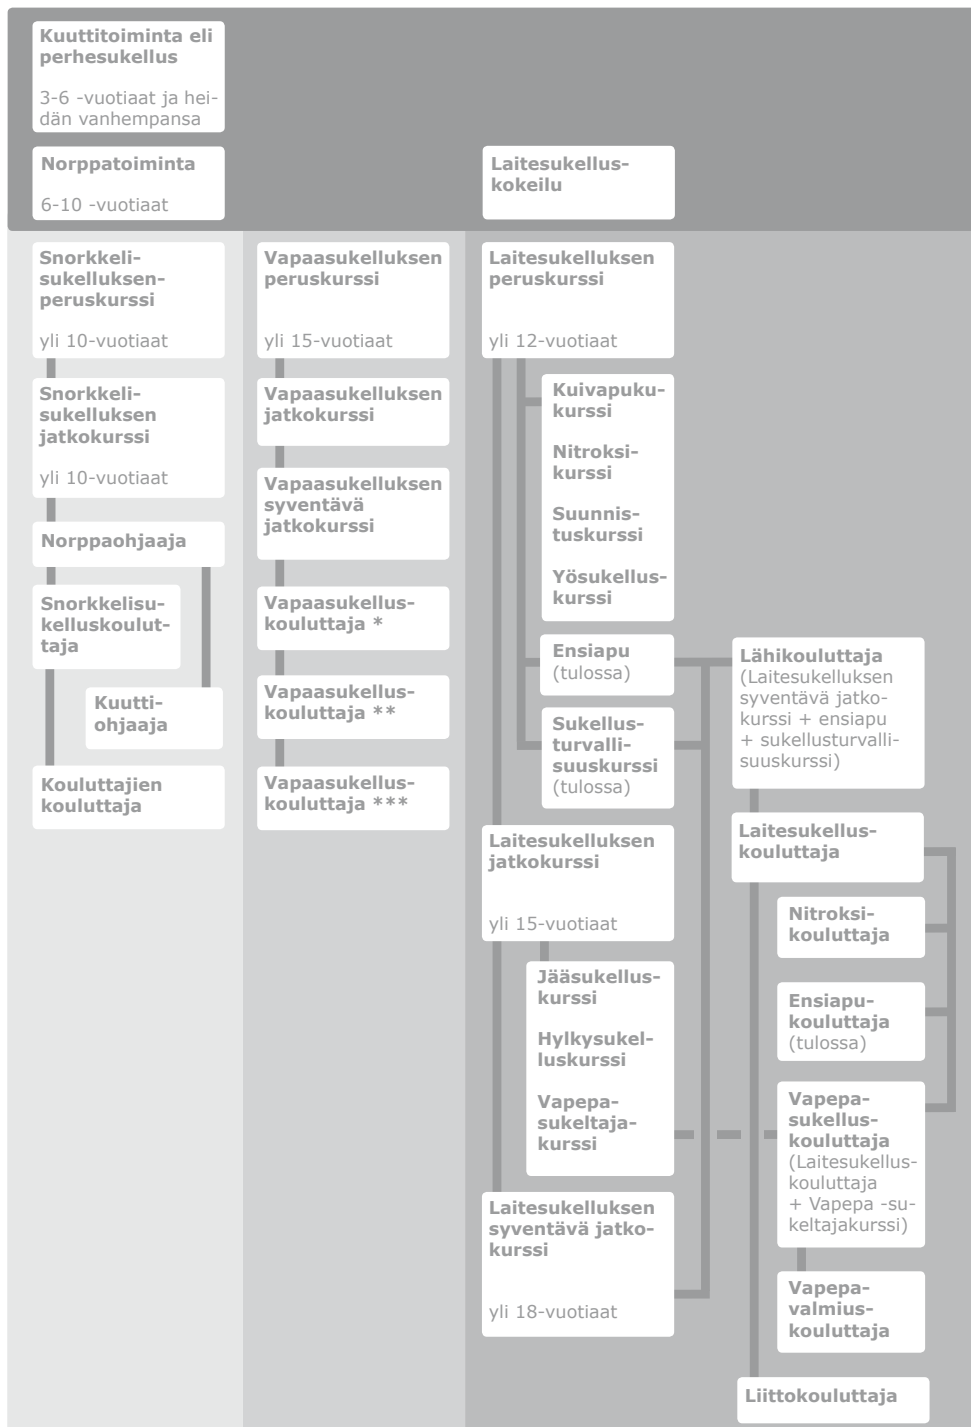 Kuuttitoiminta eli
perhesukellus
3-6 -vuotiaat ja hei-
dän vanhempansa
Norppatoiminta
6-10 -vuotiaat
Laitesukellus-
kokeilu
Snorkkeli-
sukelluksen-
peruskurssi
yli 10-vuotiaat
Snorkkeli-
sukelluksen
jatkokurssi
yli 10-vuotiaat
Norppaohjaaja
Snorkkelisu-
kelluskoulut-
taja
Kuutti-
ohjaaja
Kouluttajien
kouluttaja
Vapaasukelluksen
peruskurssi
yli 15-vuotiaat
Vapaasukelluksen
jatkokurssi
Vapaasukelluksen
syventävä
jatkokurssi
Vapaasukellus-
kouluttaja *
Vapaasukellus-
kouluttaja **
Vapaasukellus-
kouluttaja ***
Laitesukelluksen
peruskurssi
yli 12-vuotiaat
Kuivapuku-
kurssi
Nitroksi-
kurssi
Suunnis-
tuskurssi
Yösukellus-
kurssi
Ensiapu
(tulossa)
Sukellus-
turvalli-
suuskurssi
(tulossa)
Laitesukelluksen
jatkokurssi
yli 15-vuotiaat
Jääsukellus-
kurssi
Hylkysukel-
luskurssi
Vapepa-
sukeltaja-
kurssi
Laitesukelluksen
syventävä jatko-
kurssi
yli 18-vuotiaat
Lähikouluttaja
(Laitesukelluksen
syventävä jatko-
kurssi + ensiapu
+ sukellusturvalli-
suuskurssi)
Laitesukellus-
kouluttaja
Nitroksi-
kouluttaja
Ensiapu-
kouluttaja
(tulossa)
Vapepa-
sukellus-
kouluttaja
(Laitesukellus-
kouluttaja
+ Vapepa -su-
keltajakurssi)
Vapepa-
valmius-
kouluttaja
Liittokouluttaja